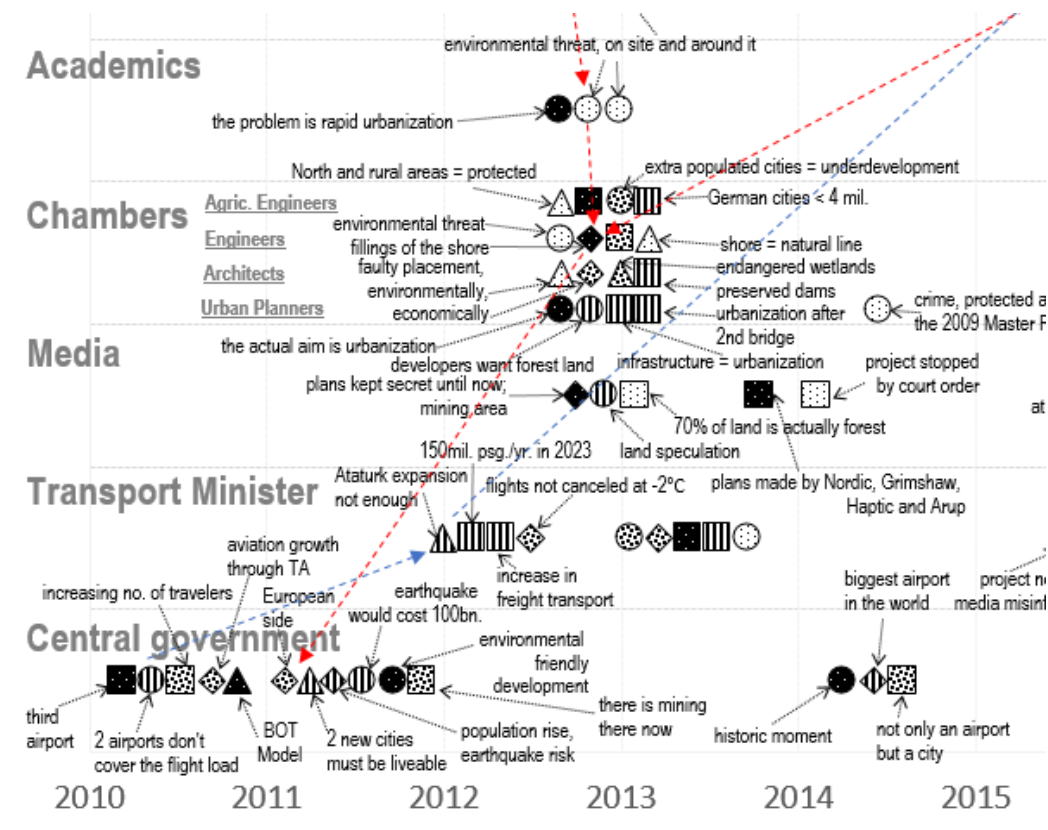 environmental threat, on site and around it
Academics
the problem is rapid urbanization
North and rural areas = protected
extra populated cities = underdevelopment
Chambers
Agric. Engineers
German cities < 4 mil.
environmental threat
Engineers
fillings of the shore
shore = natural line
faulty placement,
environmentally,
economically
Architects
endangered wetlands
preserved dams
Urban Planners
urbanization after
2nd bridge
crime, protected a
the 2009 Master
the actual aim is urbanization
developers want forest land
infrastructure = urbanization
Media
plans kept secret until now;
mining area
project stopped
by court order
at
70% of land is actually forest
land speculation
150mil. psg./yr. in 2023
Ataturk expansion
not enough
flights not canceled at -2°C
plans made by Nordic, Grimshaw,
Haptic and Arup
Transport Minister
aviation growth
through TA
increasing no. of travelers
European
side
earthquake
would cost 100bn.
increase in
freight transport
biggest airport
in the world
project
media
Central government
environmental
friendly
development
third
airport
2 airports don't
cover the flight load
BOT
Model
2 new cities
must be liveable
population rise,
earthquake risk
there is mining
there now
historic moment
not only an airport
but a city
2010 2011 2012 2013 2014 2015